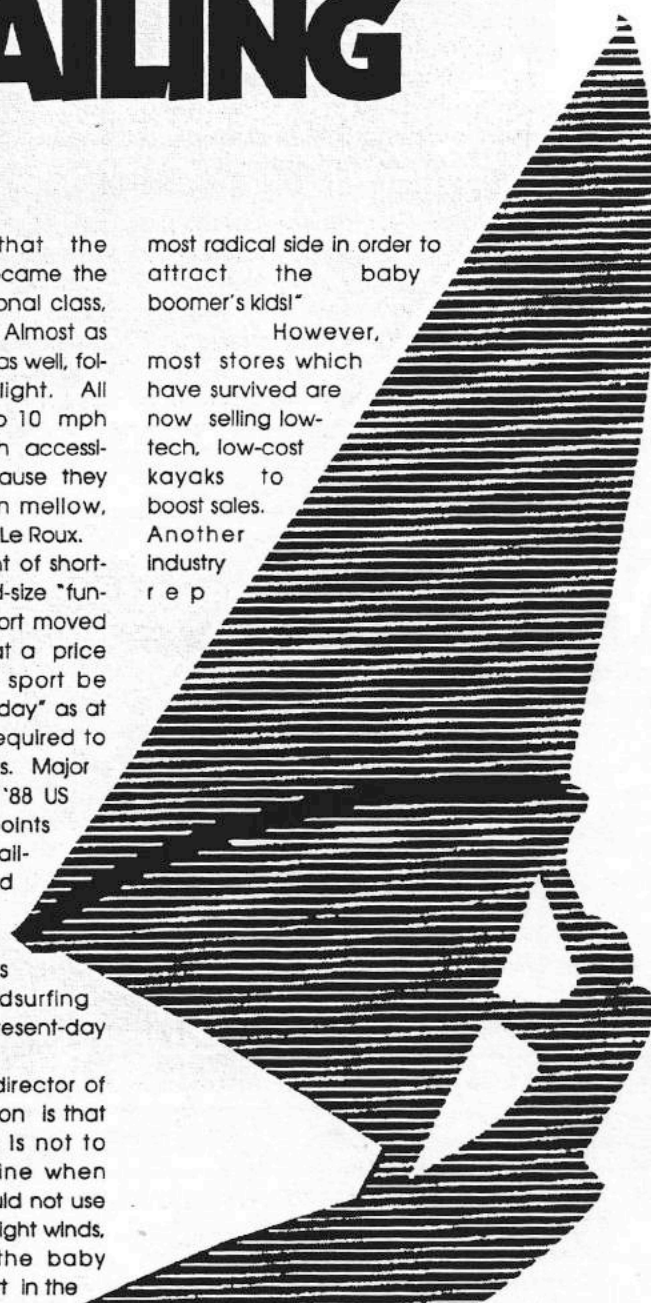 AILING
that the
came the
onal class,
Almost as
as well, fol-
light. All
o 10 mph
n accessi-
ause they
n mellow,
Le Roux.
nt of short-
d-size "fun-
ort moved
at a price
sport be
day" as at
equired to
s. Major
'88 US
oints
ail-
d
s
dsurfing
resent-day
director of
on is that
is not to
ine when
uld not use
ight winds,
the baby
t in the
most radical side in order to
attract the baby
boomer's kids!"
However,
most stores which
have survived are
now selling low-
tech, low-cost
kayaks to
boost sales.
Another
industry
rep